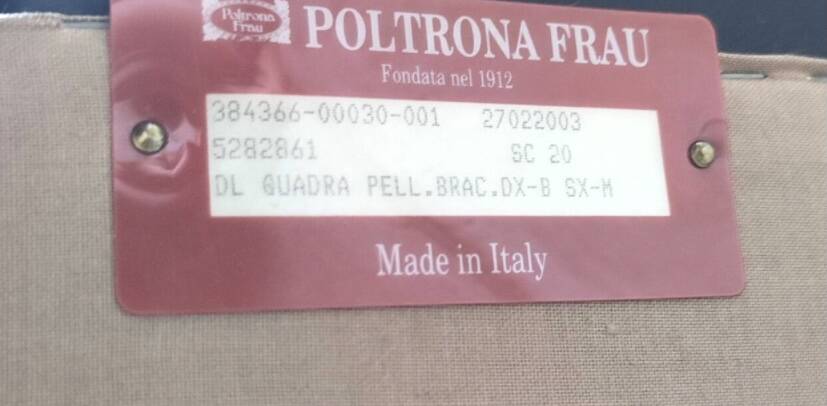 Poltrona
Frau
POLTRONA FRAU
Fondata nel 1912
384366-00030-001 27022003
5282861 SC 20
DL QUADRA PELL.BRAC.DX-B SX-M
Made in Italy